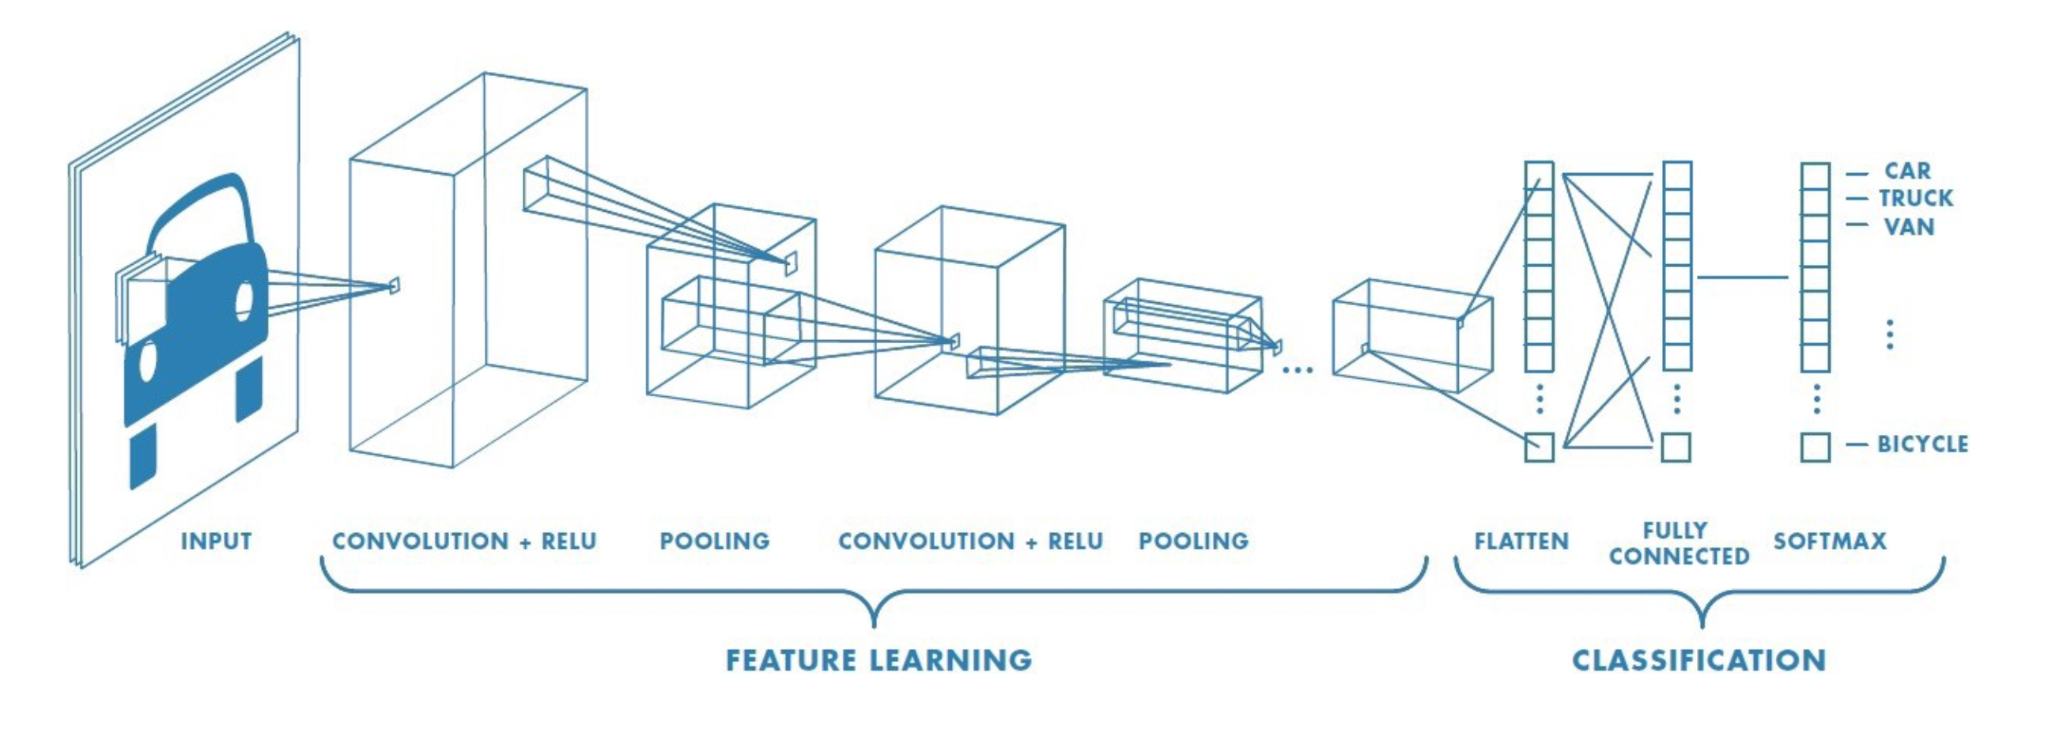 CAR
TRUCK
VAN
BICYCLE
INPUT
CONVOLUTION + RELU
POOLING
CONVOLUTION + RELU
POOLING
FLATTEN
FULLY
CONNECTED
SOFTMAX
FEATURE LEARNING
CLASSIFICATION